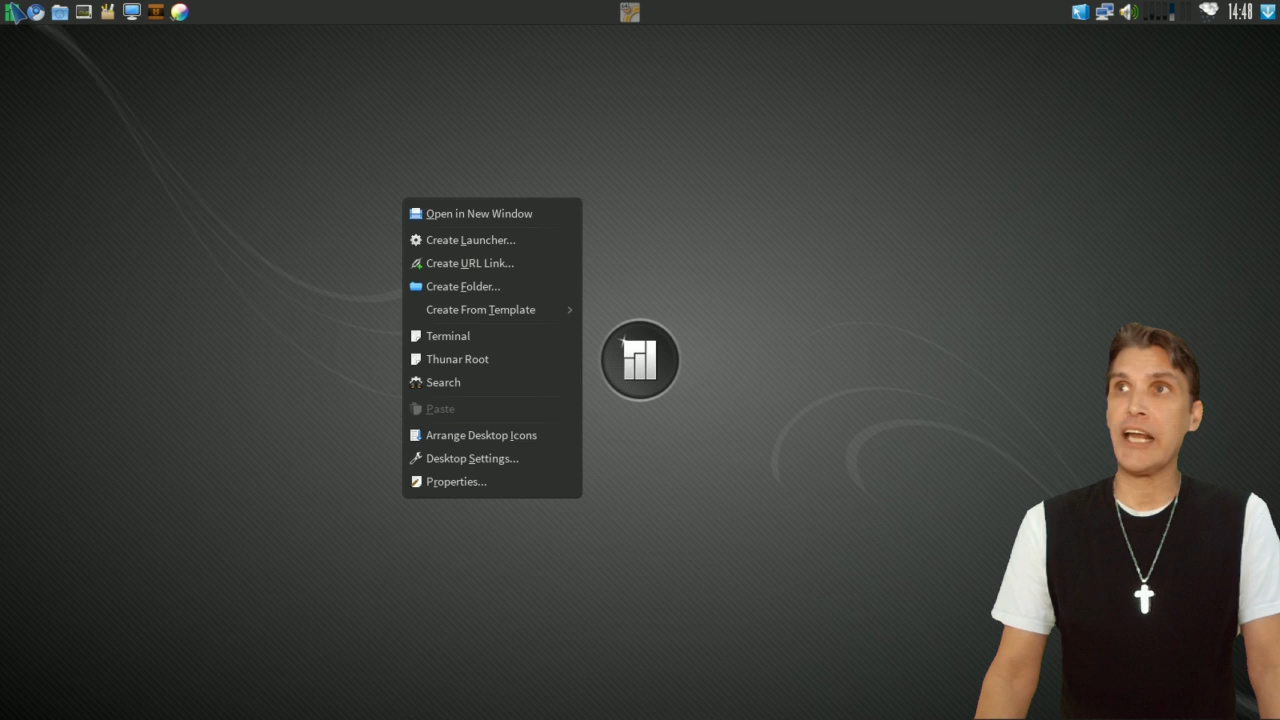 14:48
Open in New Window
Create Launcher...
Create URL Link...
Create Folder...
Create From Template
Terminal
Thunar Root
Search
Paste
Arrange Desktop Icons
Desktop Settings...
Properties...